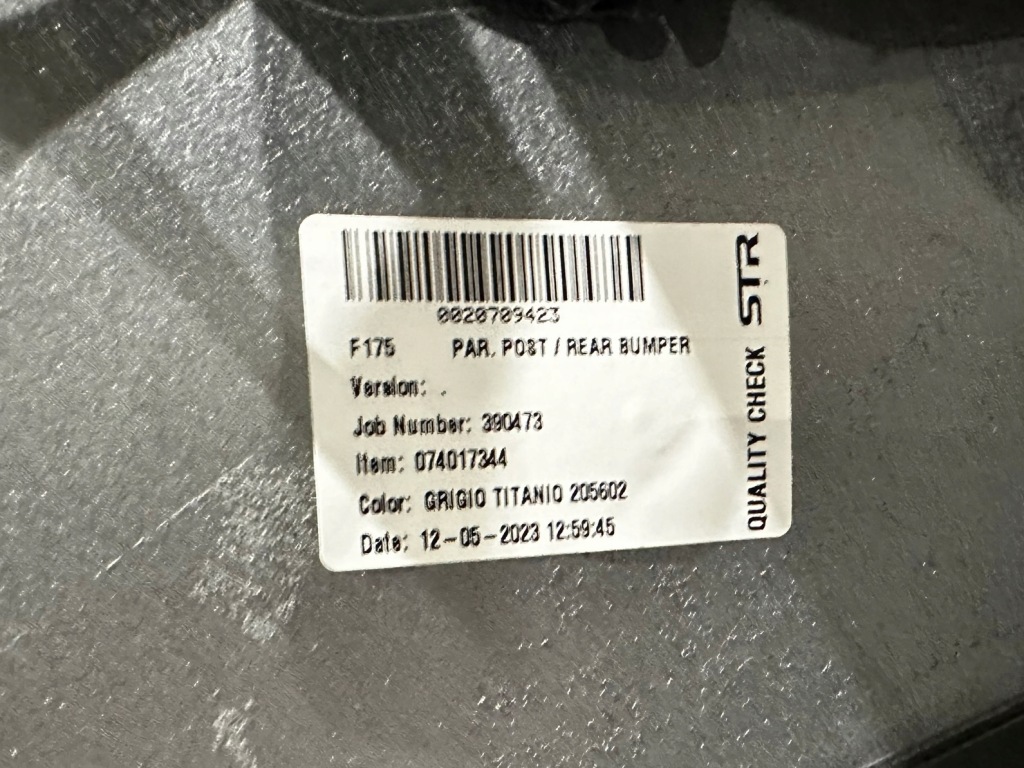 0020709423
F175 PAR. POST / REAR BUMPER
Version: .
Job Number: 390473
Item: 074017344
Color: GRIGIO TITANIO 205602
Date: 12-05-2023 12:59:45
QUALITY CHECK STR